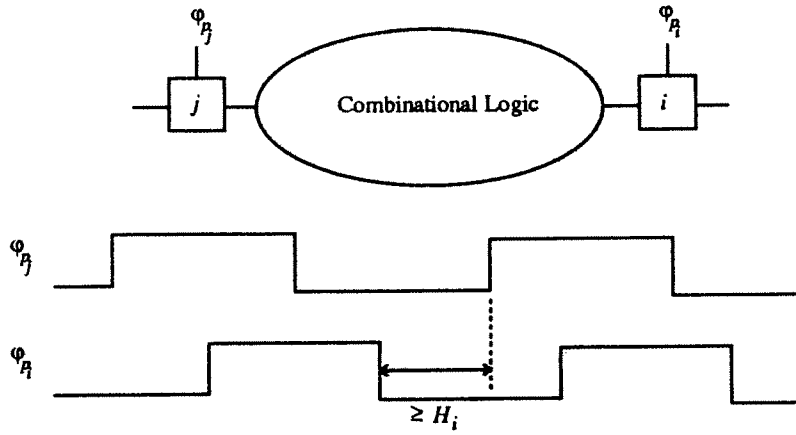 φ_{p_j} φ_{p_i}
j Combinational Logic i
φ_{p_j}
φ_{p_i}
≥ H_i